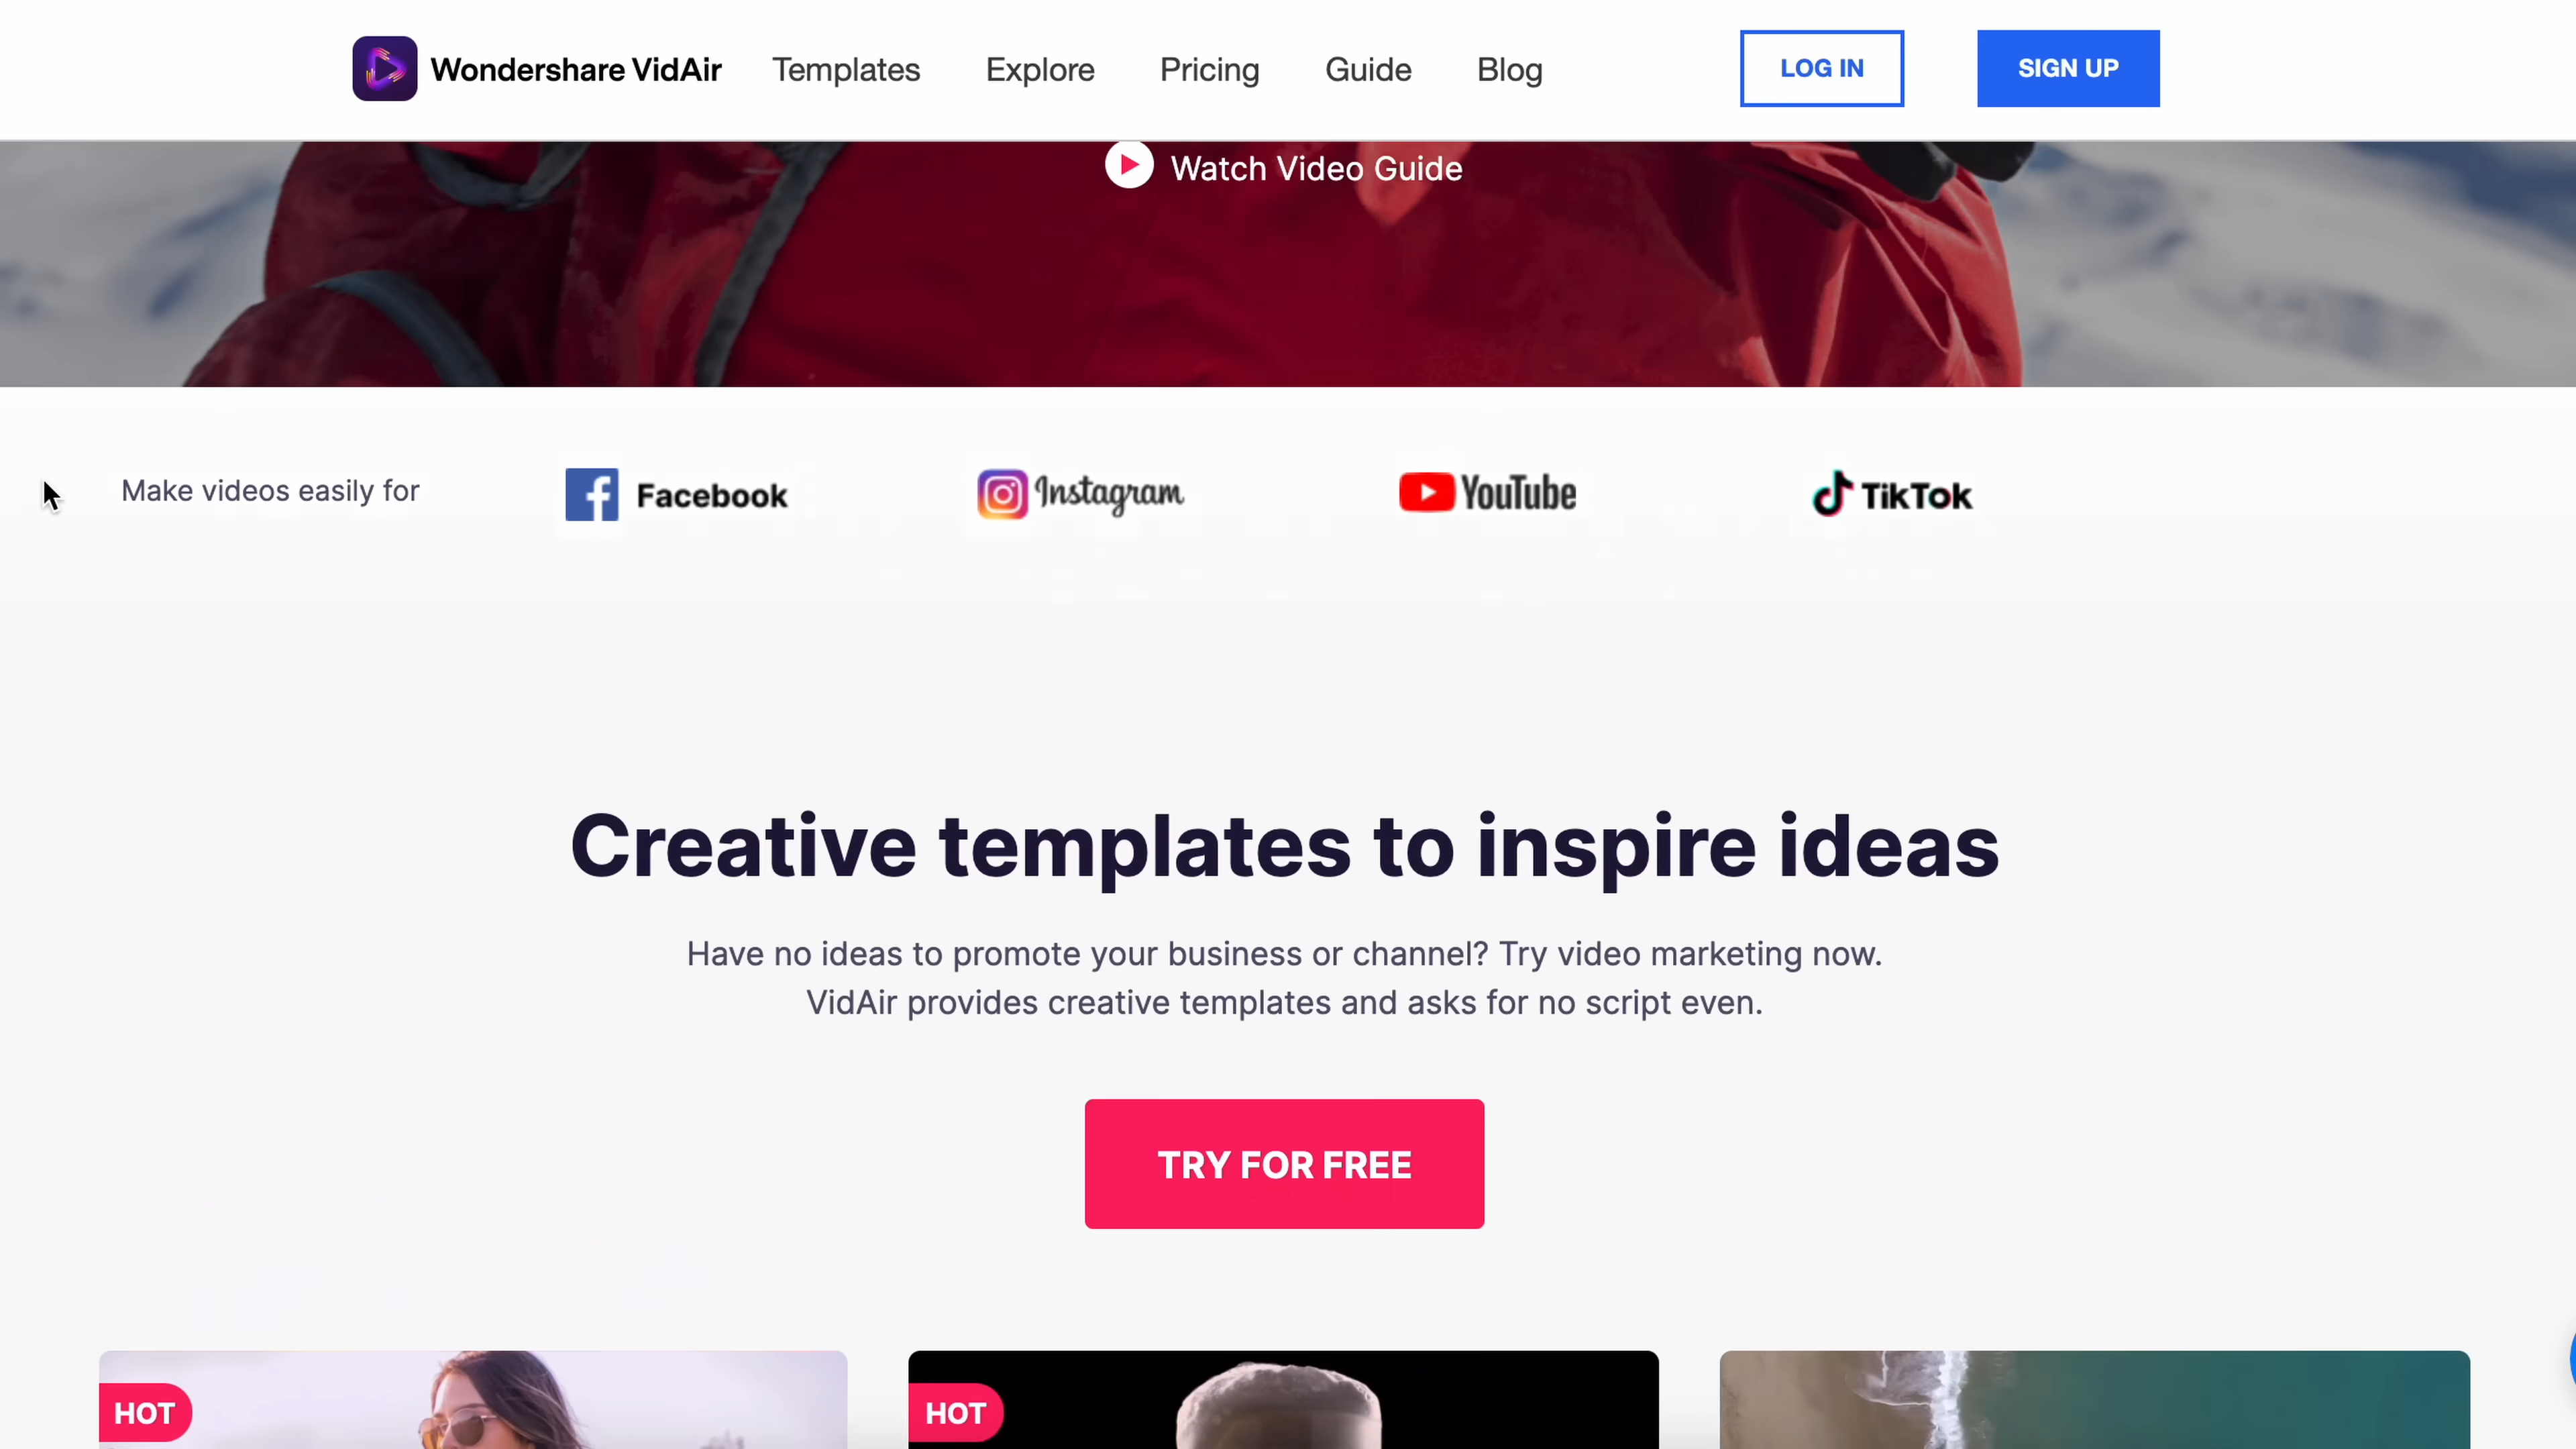 Wondershare VidAir Templates Explore Pricing Guide Blog LOG IN SIGN UP
Watch Video Guide
Make videos easily for Facebook Instagram YouTube TikTok
Creative templates to inspire ideas
Have no ideas to promote your business or channel? Try video marketing now.
VidAir provides creative templates and asks for no script even.
TRY FOR FREE
HOT HOT